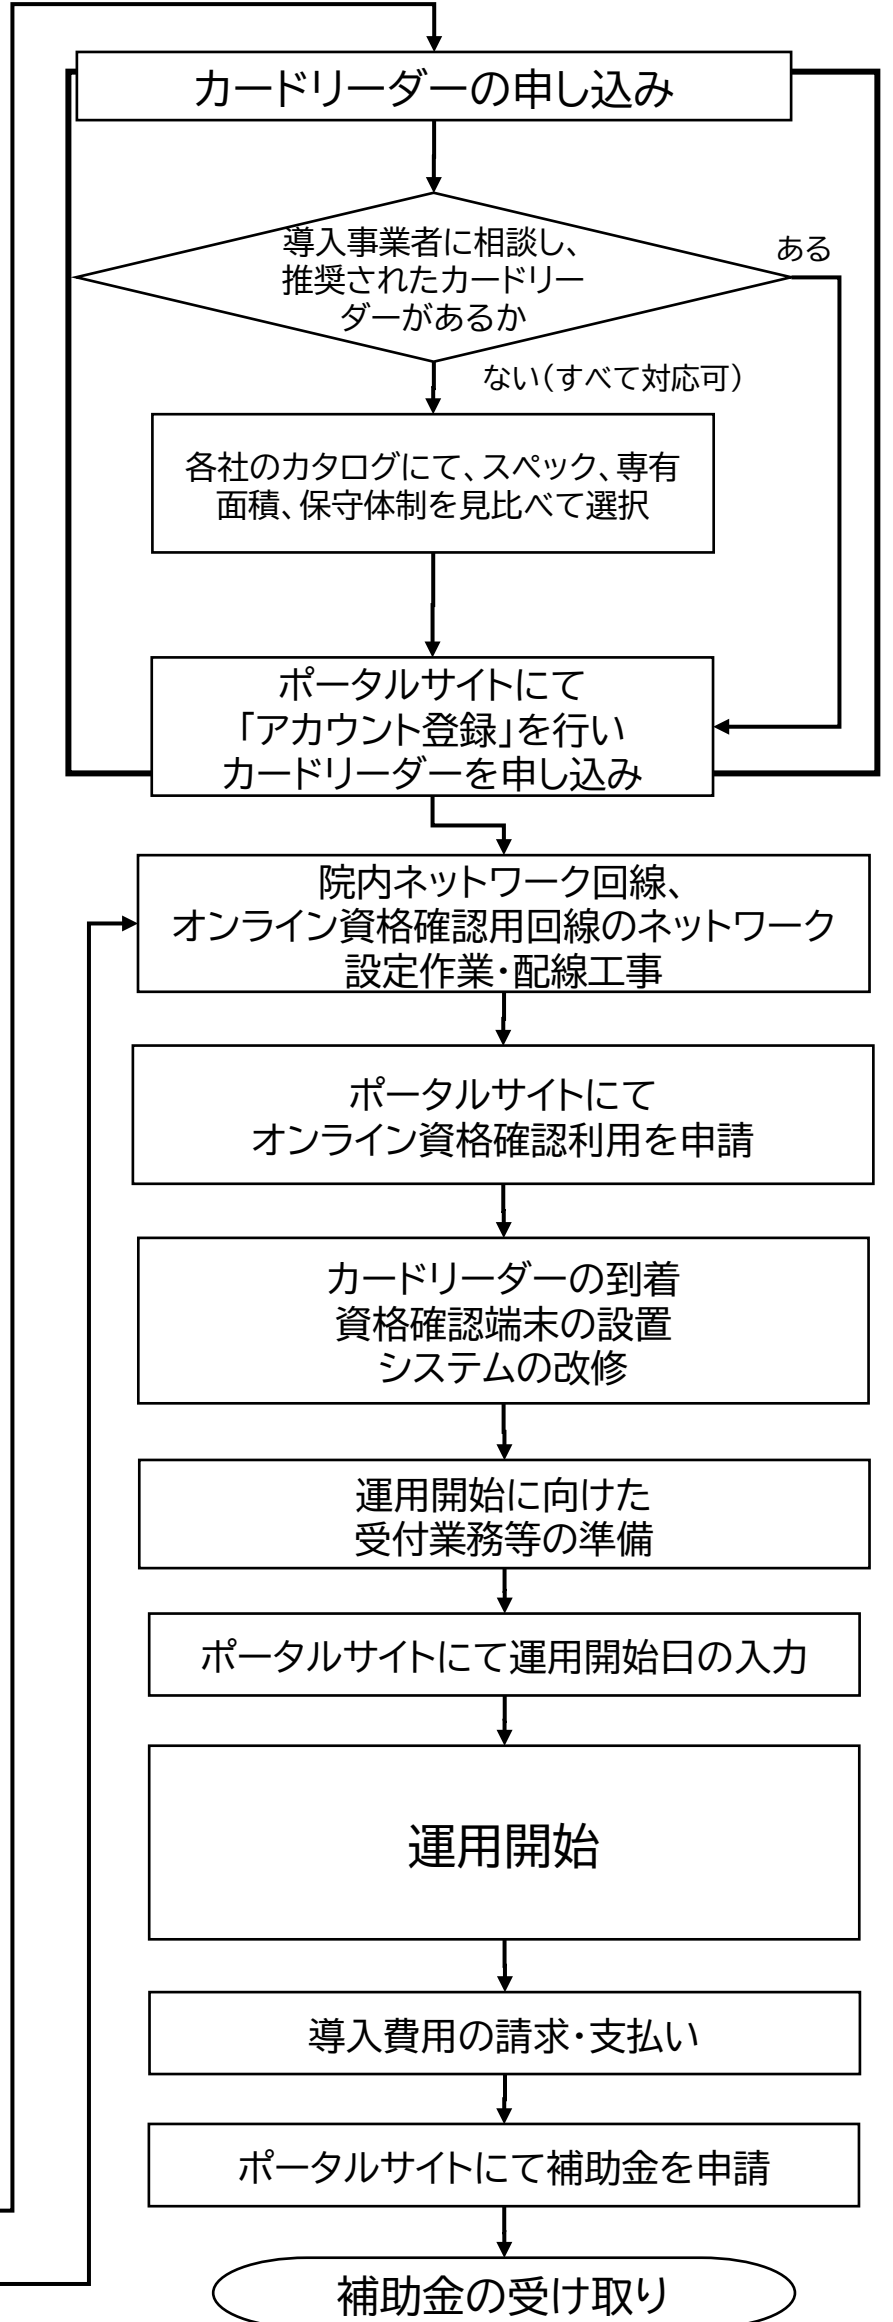 カードリーダーの申し込み
導入事業者に相談し、
推奨されたカードリー
ダーがあるか
ある
ない（すべて対応可）
各社のカタログにて、スペック、専有
面積、保守体制を見比べて選択
ポータルサイトにて
「アカウント登録」を行い
カードリーダーを申し込み
院内ネットワーク回線、
オンライン資格確認用回線のネットワーク
設定作業・配線工事
ポータルサイトにて
オンライン資格確認利用を申請
カードリーダーの到着
資格確認端末の設置
システムの改修
運用開始に向けた
受付業務等の準備
ポータルサイトにて運用開始日の入力
運用開始
導入費用の請求・支払い
ポータルサイトにて補助金を申請
補助金の受け取り